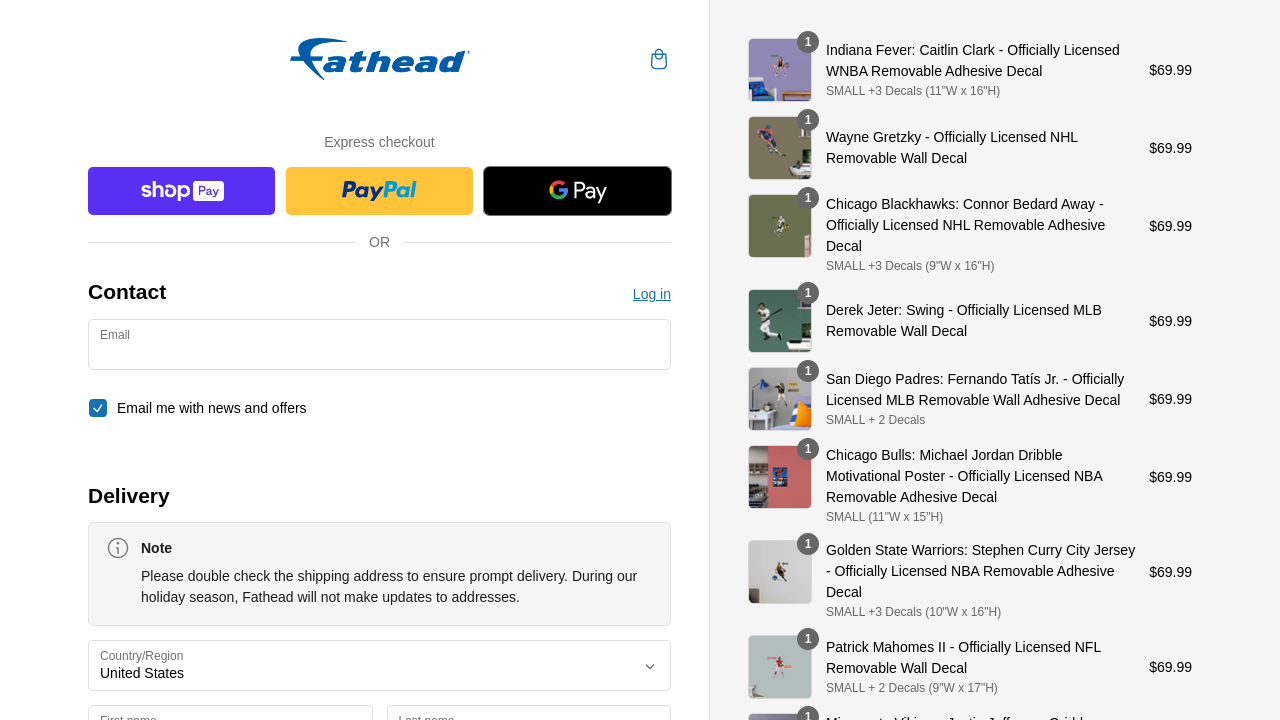 Fathead
Express checkout
shop Pay
PayPal
G Pay
OR
Contact
Log in
Email
Email me with news and offers
Delivery
Note
Please double check the shipping address to ensure prompt delivery. During our
holiday season, Fathead will not make updates to addresses.
Country/Region
United States
First name
Last name
1
Indiana Fever: Caitlin Clark - Officially Licensed
WNBA Removable Adhesive Decal
SMALL +3 Decals (11"W x 16"H)
$69.99
1
Wayne Gretzky - Officially Licensed NHL
Removable Wall Decal
$69.99
1
Chicago Blackhawks: Connor Bedard Away -
Officially Licensed NHL Removable Adhesive
Decal
SMALL +3 Decals (9"W x 16"H)
$69.99
1
Derek Jeter: Swing - Officially Licensed MLB
Removable Wall Decal
$69.99
1
San Diego Padres: Fernando Tatís Jr. - Officially
Licensed MLB Removable Wall Adhesive Decal
SMALL + 2 Decals
$69.99
1
Chicago Bulls: Michael Jordan Dribble
Motivational Poster - Officially Licensed NBA
Removable Adhesive Decal
SMALL (11"W x 15"H)
$69.99
1
Golden State Warriors: Stephen Curry City Jersey
- Officially Licensed NBA Removable Adhesive
Decal
SMALL +3 Decals (10"W x 16"H)
$69.99
1
Patrick Mahomes II - Officially Licensed NFL
Removable Wall Decal
SMALL + 2 Decals (9"W x 17"H)
$69.99
1
Minnesota Vikings: Justin Jefferson Griddy